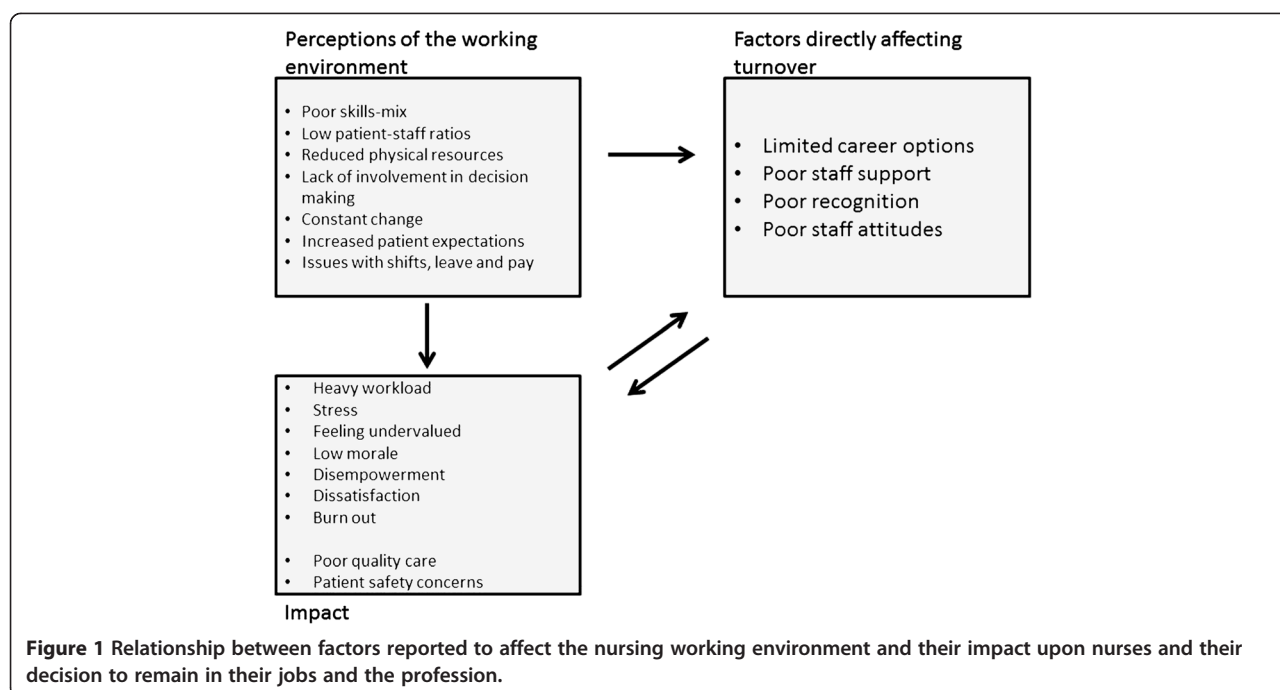 Perceptions of the working
environment
• Poor skills-mix
• Low patient-staff ratios
• Reduced physical resources
• Lack of involvement in decision
making
• Constant change
• Increased patient expectations
• Issues with shifts, leave and pay
Factors directly affecting
turnover
• Limited career options
• Poor staff support
• Poor recognition
• Poor staff attitudes
• Heavy workload
• Stress
• Feeling undervalued
• Low morale
• Disempowerment
• Dissatisfaction
• Burn out
• Poor quality care
• Patient safety concerns
Impact
Figure 1 Relationship between factors reported to affect the nursing working environment and their impact upon nurses and their
decision to remain in their jobs and the profession.